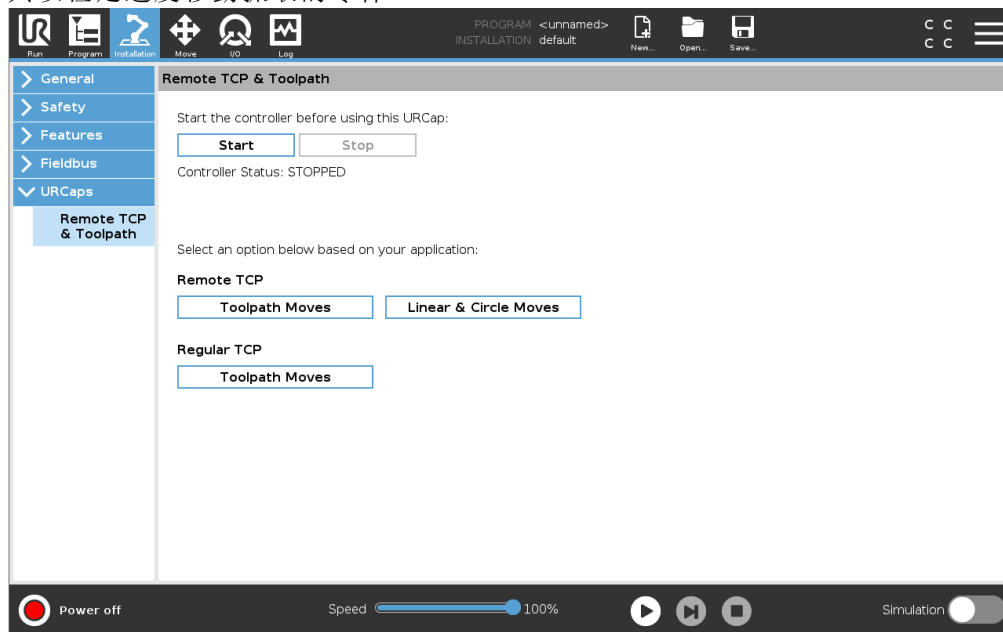 UR
Run
Program
Installation
Move
I/O
Log
PROGRAM <unnamed>
INSTALLATION default
New...
Open...
Save...
C C
C C
General
Safety
Features
Fieldbus
URCaps
Remote TCP
& Toolpath
Remote TCP & Toolpath
Start the controller before using this URCap:
Start
Stop
Controller Status: STOPPED
Select an option below based on your application:
Remote TCP
Toolpath Moves
Linear & Circle Moves
Regular TCP
Toolpath Moves
Power off
Speed
100%
Simulation